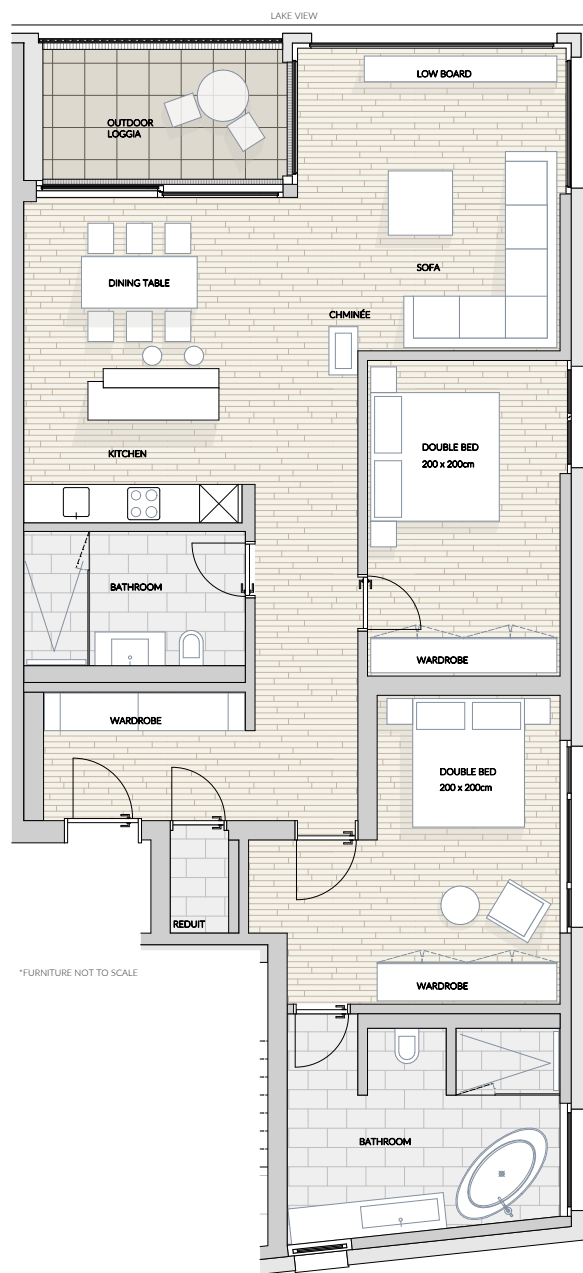 LAKE VIEW
LOW BOARD
OUTDOOR
LOGGIA
SOFA
DINING TABLE
CHMINÉE
DOUBLE BED
200 x 200cm
KITCHEN
BATHROOM
WARDROBE
WARDROBE
DOUBLE BED
200 x 200cm
REDUIT
*FURNITURE NOT TO SCALE
WARDROBE
BATHROOM